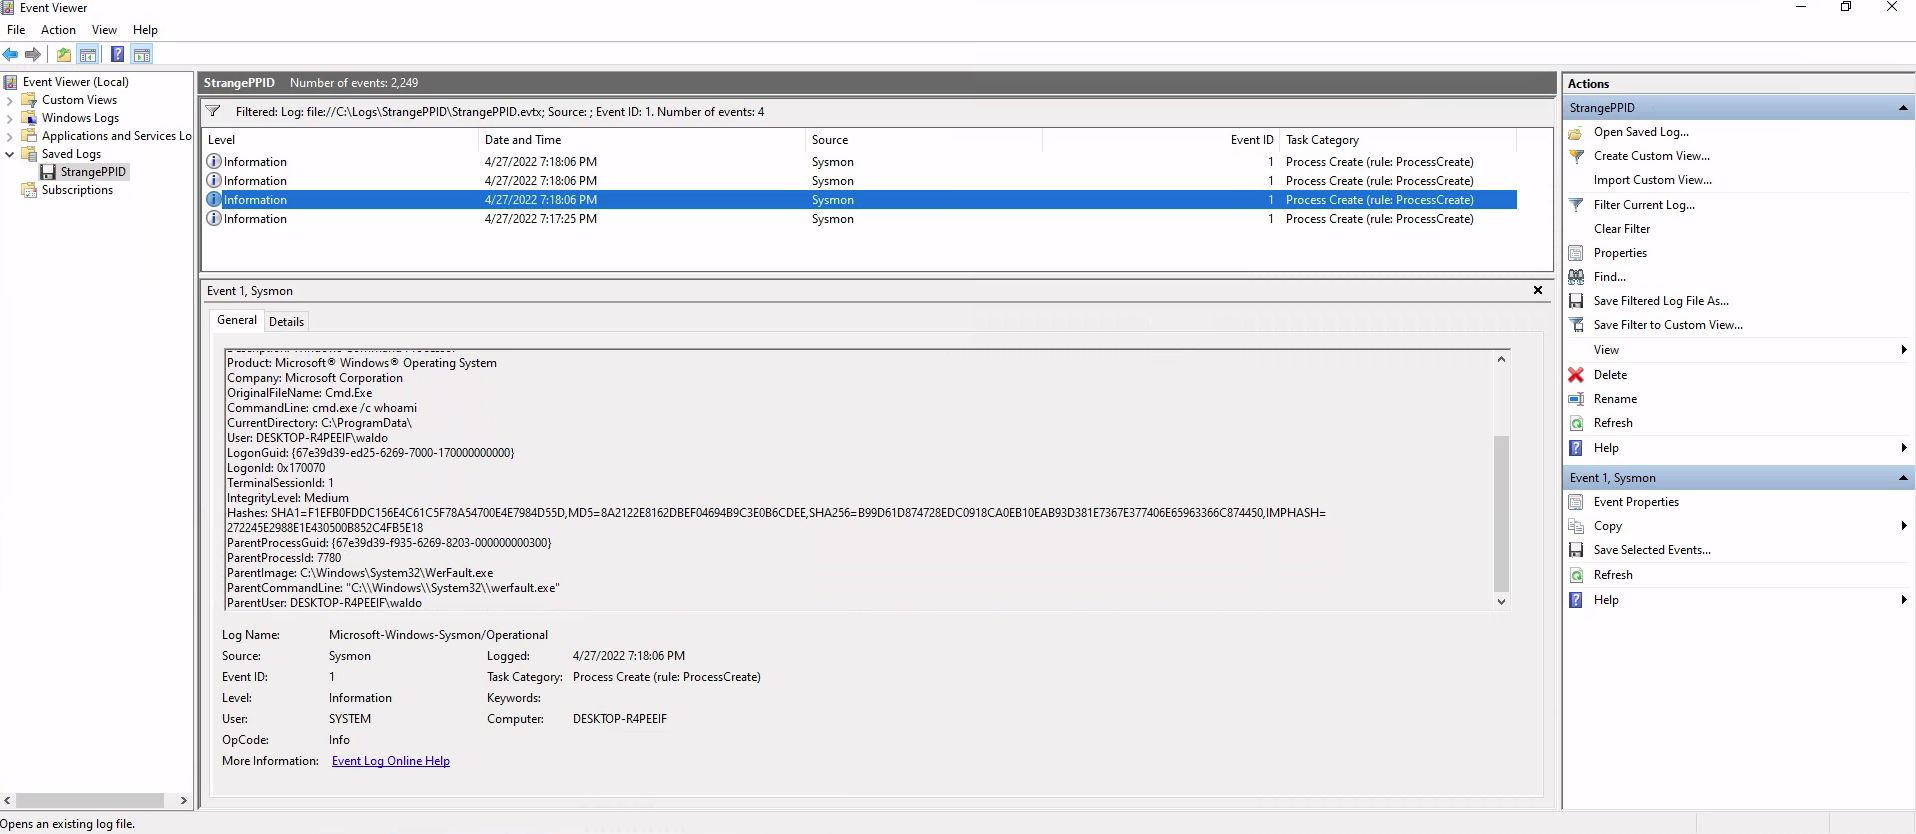 Event Viewer
File Action View Help
Event Viewer (Local)
Custom Views
Windows Logs
Applications and Services Lo
Saved Logs
StrangePPID
Subscriptions
StrangePPID Number of events: 2,249
Filtered: Log: file://C:\Logs\StrangePPID\StrangePPID.evtx; Source: ; Event ID: 1. Number of events: 4
Level Date and Time Source Event ID Task Category
Information 4/27/2022 7:18:06 PM Sysmon 1 Process Create (rule: ProcessCreate)
Information 4/27/2022 7:18:06 PM Sysmon 1 Process Create (rule: ProcessCreate)
Information 4/27/2022 7:18:06 PM Sysmon 1 Process Create (rule: ProcessCreate)
Information 4/27/2022 7:17:25 PM Sysmon 1 Process Create (rule: ProcessCreate)
Event 1, Sysmon
General Details
Description: Windows Command Processor
Product: Microsoft® Windows® Operating System
Company: Microsoft Corporation
OriginalFileName: Cmd.Exe
CommandLine: cmd.exe /c whoami
CurrentDirectory: C:\ProgramData\
User: DESKTOP-R4PEEIF\waldo
LogonGuid: {67e39d39-ed25-6269-7000-170000000000}
LogonId: 0x170070
TerminalSessionId: 1
IntegrityLevel: Medium
Hashes: SHA1=F1EFB0FDDC156E4C61C5F78A54700E4E7984D55D,MD5=8A2122E8162DBEF04694B9C3E0B6CDEE,SHA256=B99D61D874728EDC0918CA0EB10EAB93D381E7367E377406E65963366C874450,IMPHASH=
272245E2988E1E430500B852C4FB5E18
ParentProcessGuid: {67e39d39-f935-6269-8203-000000000300}
ParentProcessId: 7780
ParentImage: C:\Windows\System32\WerFault.exe
ParentCommandLine: "C:\\Windows\\System32\\werfault.exe"
ParentUser: DESKTOP-R4PEEIF\waldo
Log Name: Microsoft-Windows-Sysmon/Operational
Source: Sysmon Logged: 4/27/2022 7:18:06 PM
Event ID: 1 Task Category: Process Create (rule: ProcessCreate)
Level: Information Keywords:
User: SYSTEM Computer: DESKTOP-R4PEEIF
OpCode: Info
More Information: Event Log Online Help
Actions
StrangePPID
Open Saved Log...
Create Custom View...
Import Custom View...
Filter Current Log...
Clear Filter
Properties
Find...
Save Filtered Log File As...
Save Filter to Custom View...
View
Delete
Rename
Refresh
Help
Event 1, Sysmon
Event Properties
Copy
Save Selected Events...
Refresh
Help
Opens an existing log file.